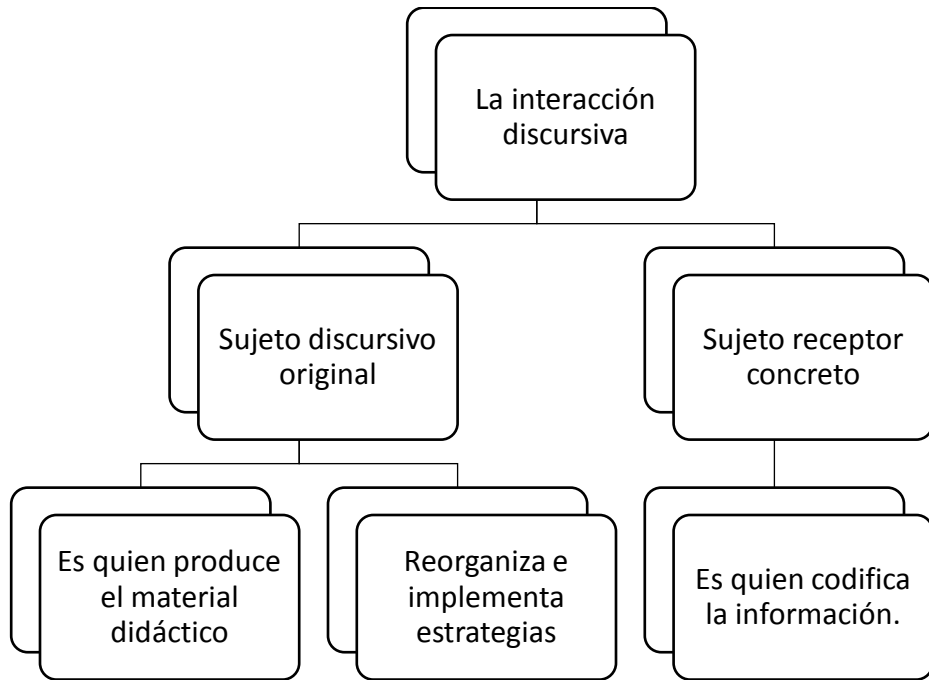 La interacción
discursiva
Sujeto discursivo
original
Sujeto receptor
concreto
Es quien produce
el material
didáctico
Reorganiza e
implementa
estrategias
Es quien codifica
la información.